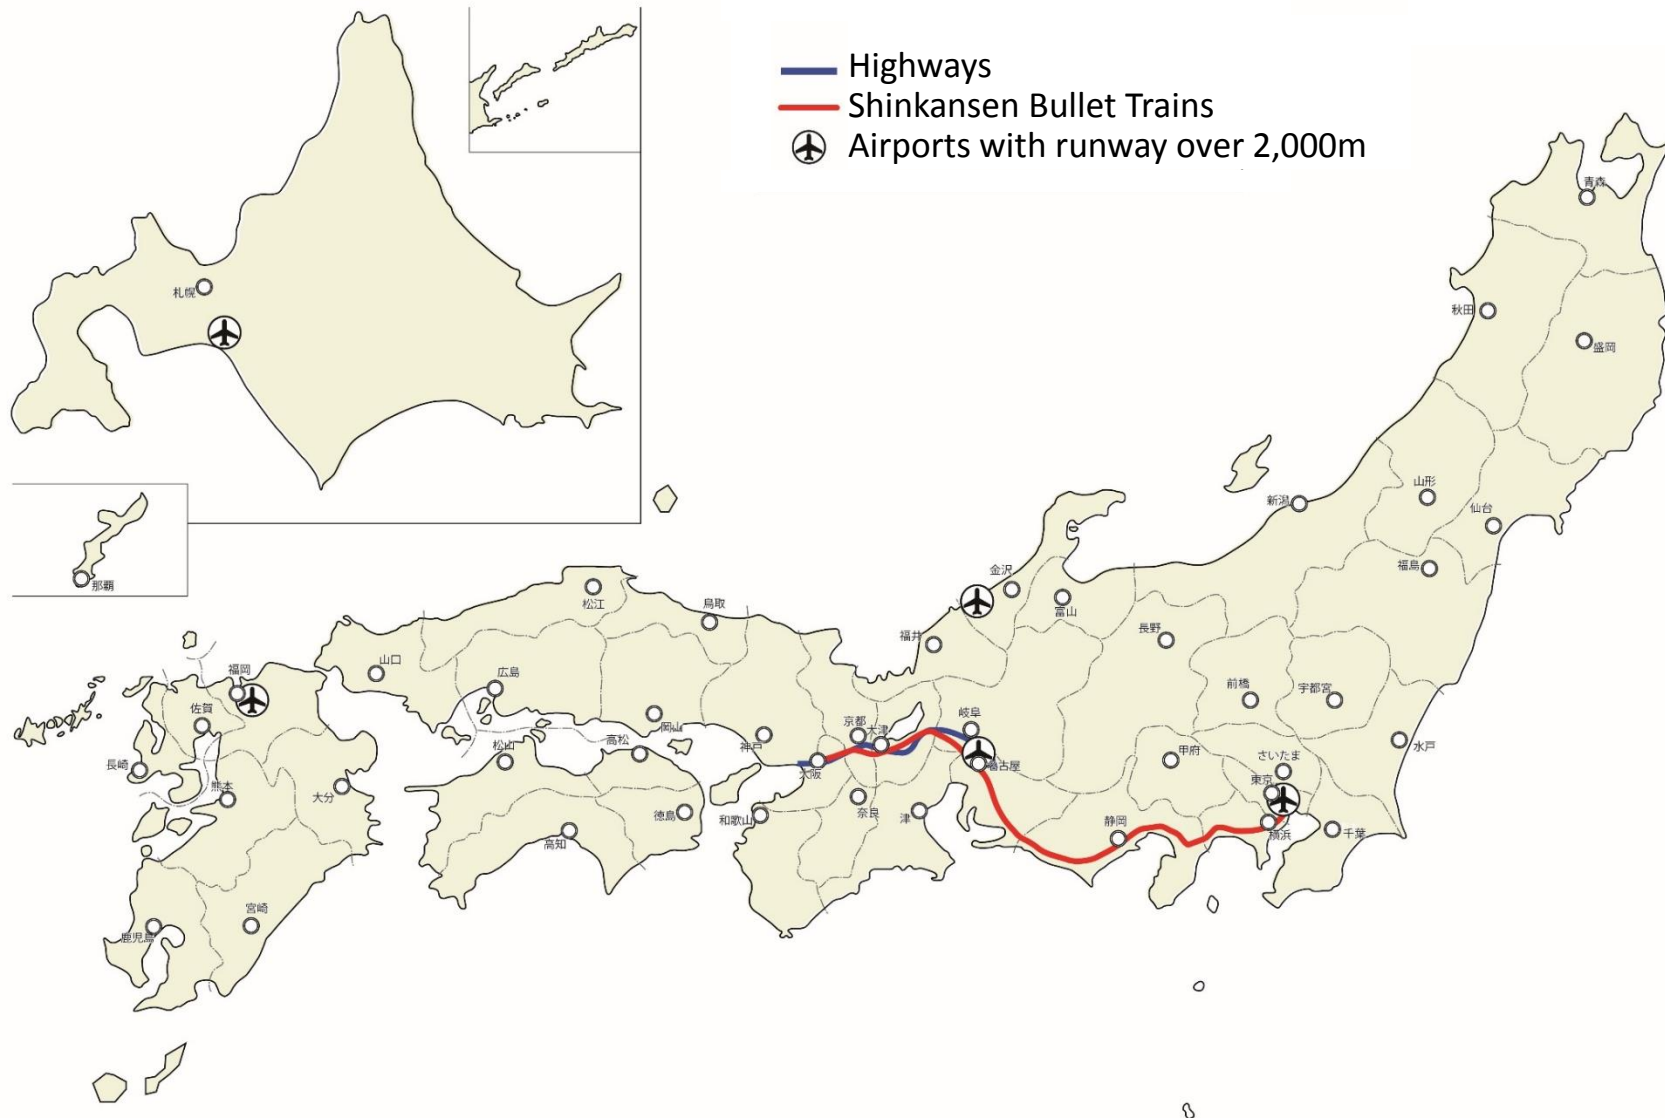 Highways
Shinkansen Bullet Trains
Airports with runway over 2,000m
青森
札幌
秋田
盛岡
山形
新潟
仙台
那覇
福島
金沢
松江
鳥取
富山
福井
長野
山口
福岡
広島
前橋
宇都宮
佐賀
岡山
京都
大津
岐阜
神戸
松山
高松
水戸
長崎
大阪
名古屋
甲府
さいたま
東京
熊本
大分
徳島
和歌山
奈良
津
静岡
横浜
千葉
高知
宮崎
鹿児島